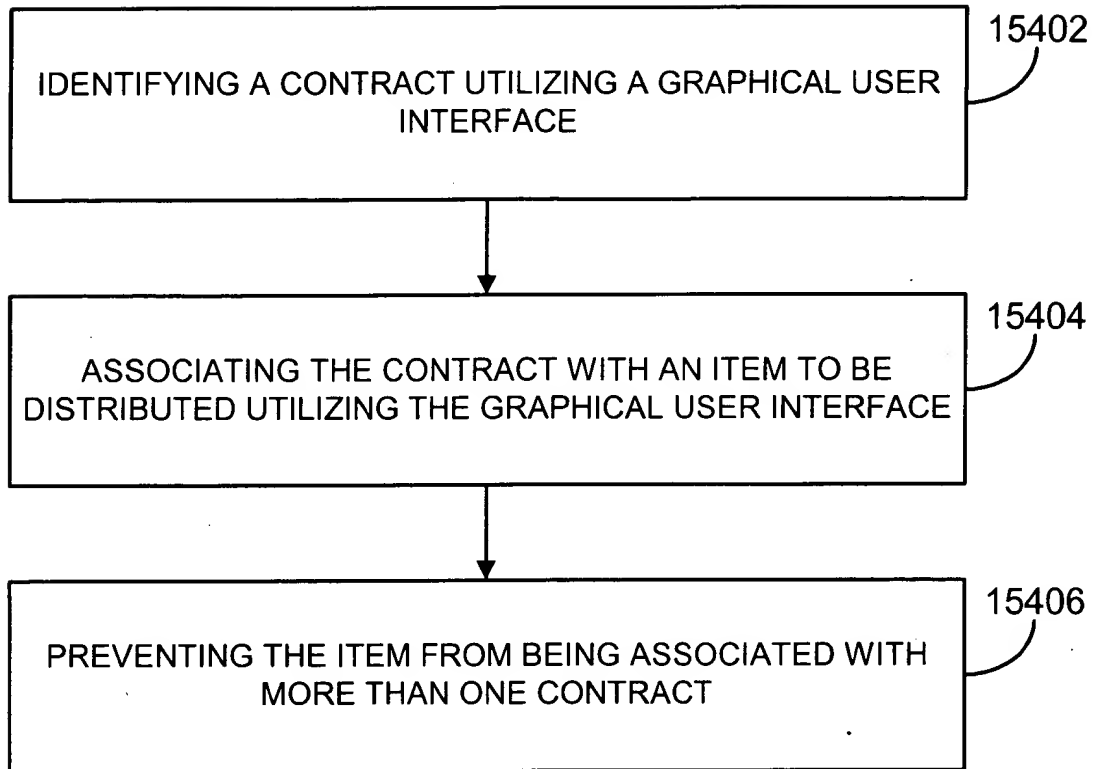 15402
IDENTIFYING A CONTRACT UTILIZING A GRAPHICAL USER
INTERFACE
15404
ASSOCIATING THE CONTRACT WITH AN ITEM TO BE
DISTRIBUTED UTILIZING THE GRAPHICAL USER INTERFACE
15406
PREVENTING THE ITEM FROM BEING ASSOCIATED WITH
MORE THAN ONE CONTRACT